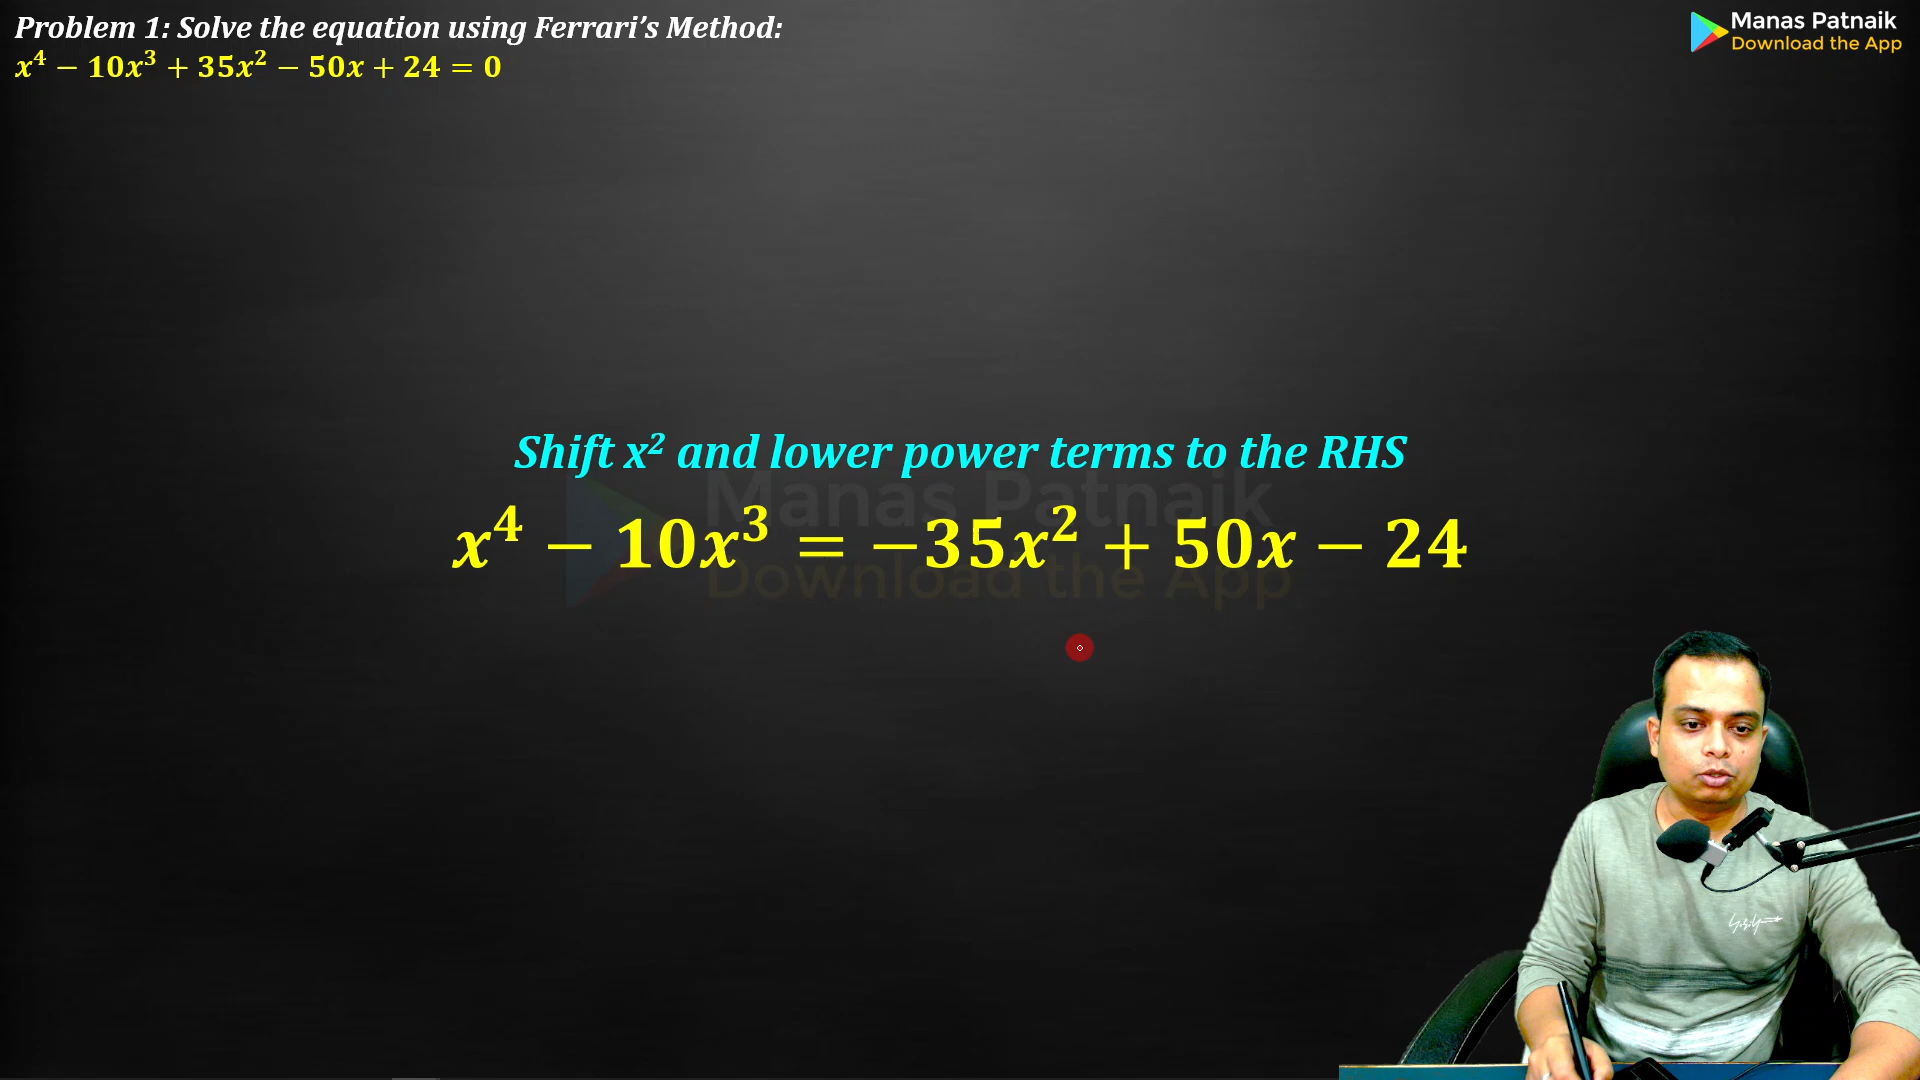 Problem 1: Solve the equation using Ferrari's Method:
x⁴ − 10x³ + 35x² − 50x + 24 = 0
Manas Patnaik
Download the App
Shift x² and lower power terms to the RHS
x⁴ − 10x³ = −35x² + 50x − 24
Manas Patnaik
Download the App